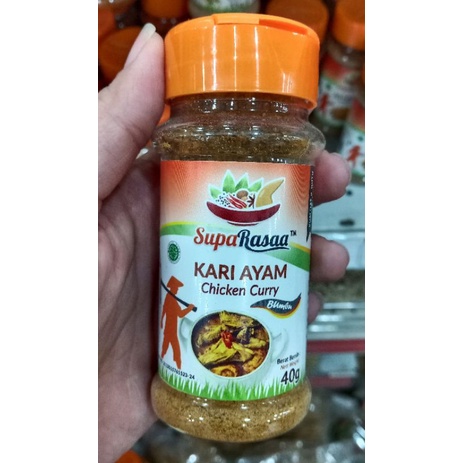 SupaRasaa™
KARI AYAM
Chicken Curry
Bumbu
Berat Bersih
Net Weight
40g